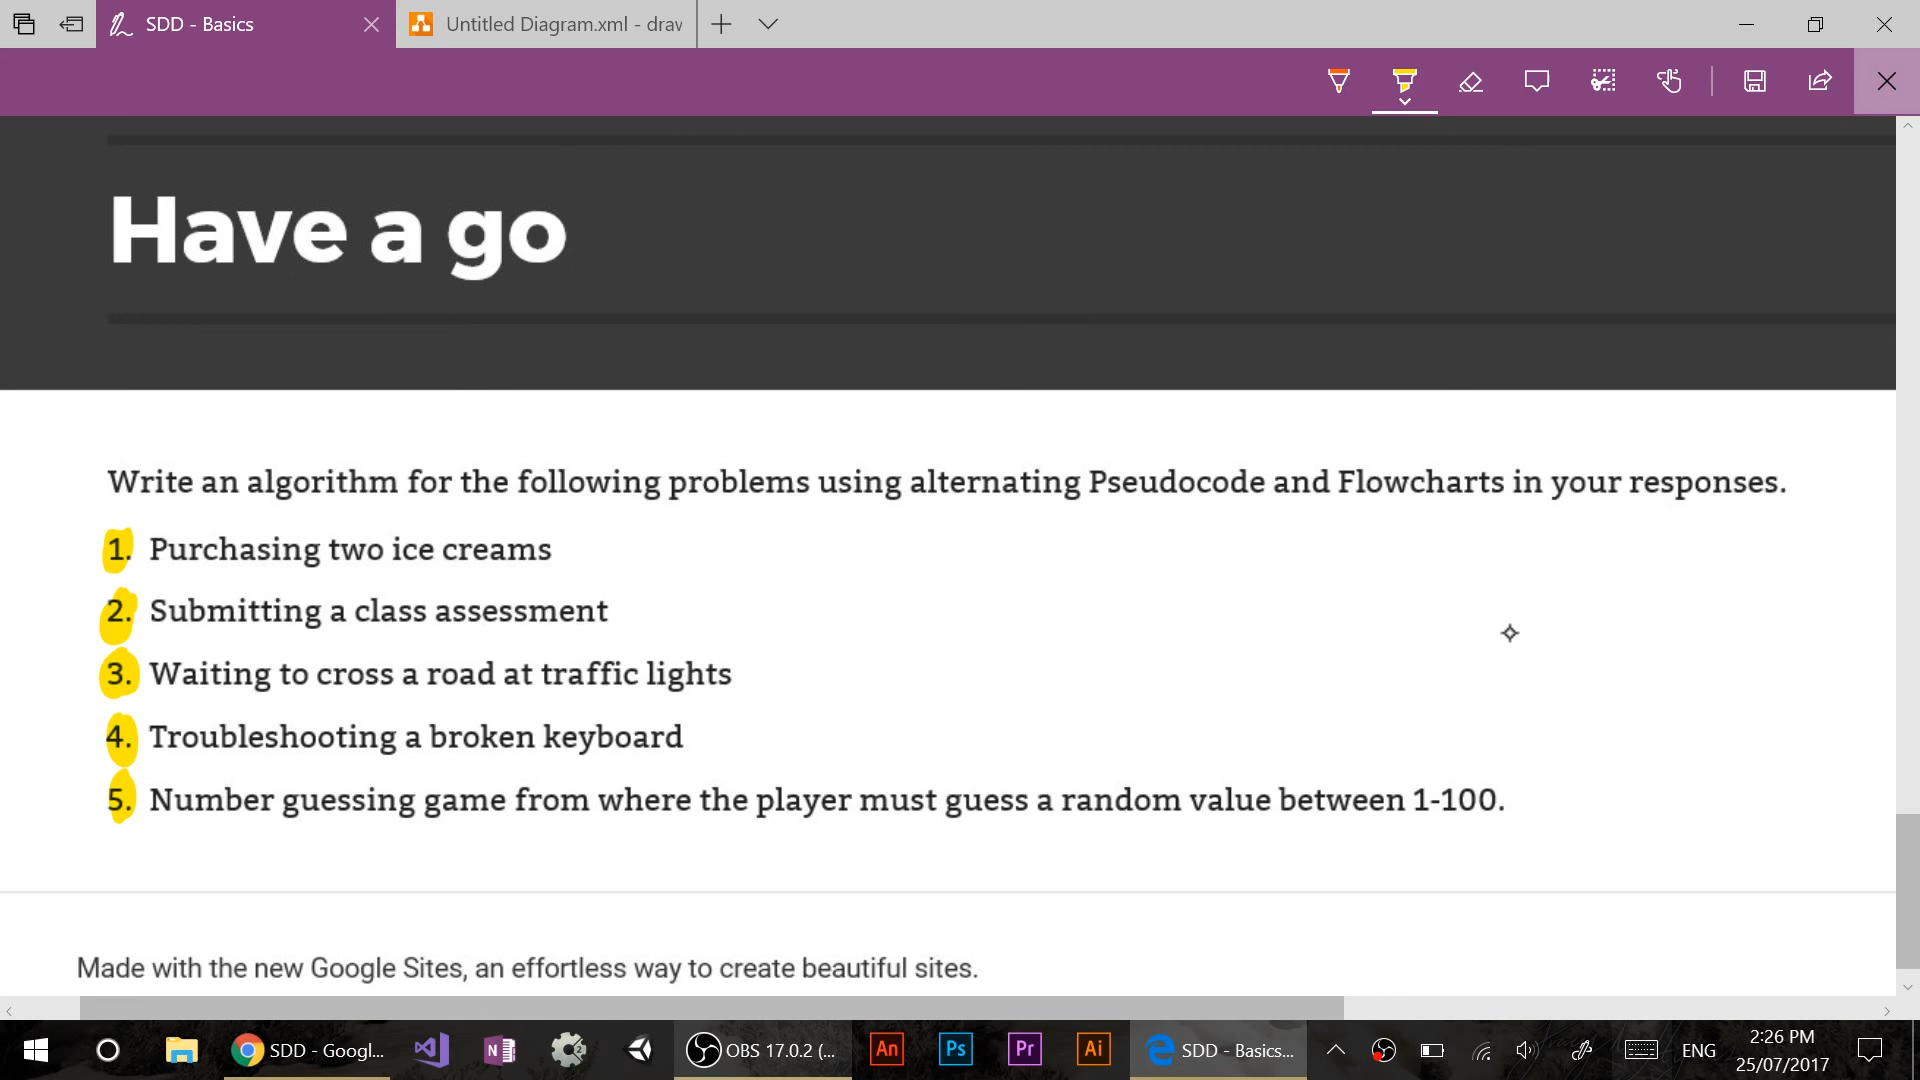 SDD - Basics
Untitled Diagram.xml - draw
Have a go
Write an algorithm for the following problems using alternating Pseudocode and Flowcharts in your responses.
1. Purchasing two ice creams
2. Submitting a class assessment
3. Waiting to cross a road at traffic lights
4. Troubleshooting a broken keyboard
5. Number guessing game from where the player must guess a random value between 1-100.
Made with the new Google Sites, an effortless way to create beautiful sites.
SDD - Googl...
N
2
OBS 17.0.2 (...
An
Ps
Pr
Ai
SDD - Basics...
ENG
2:26 PM
25/07/2017